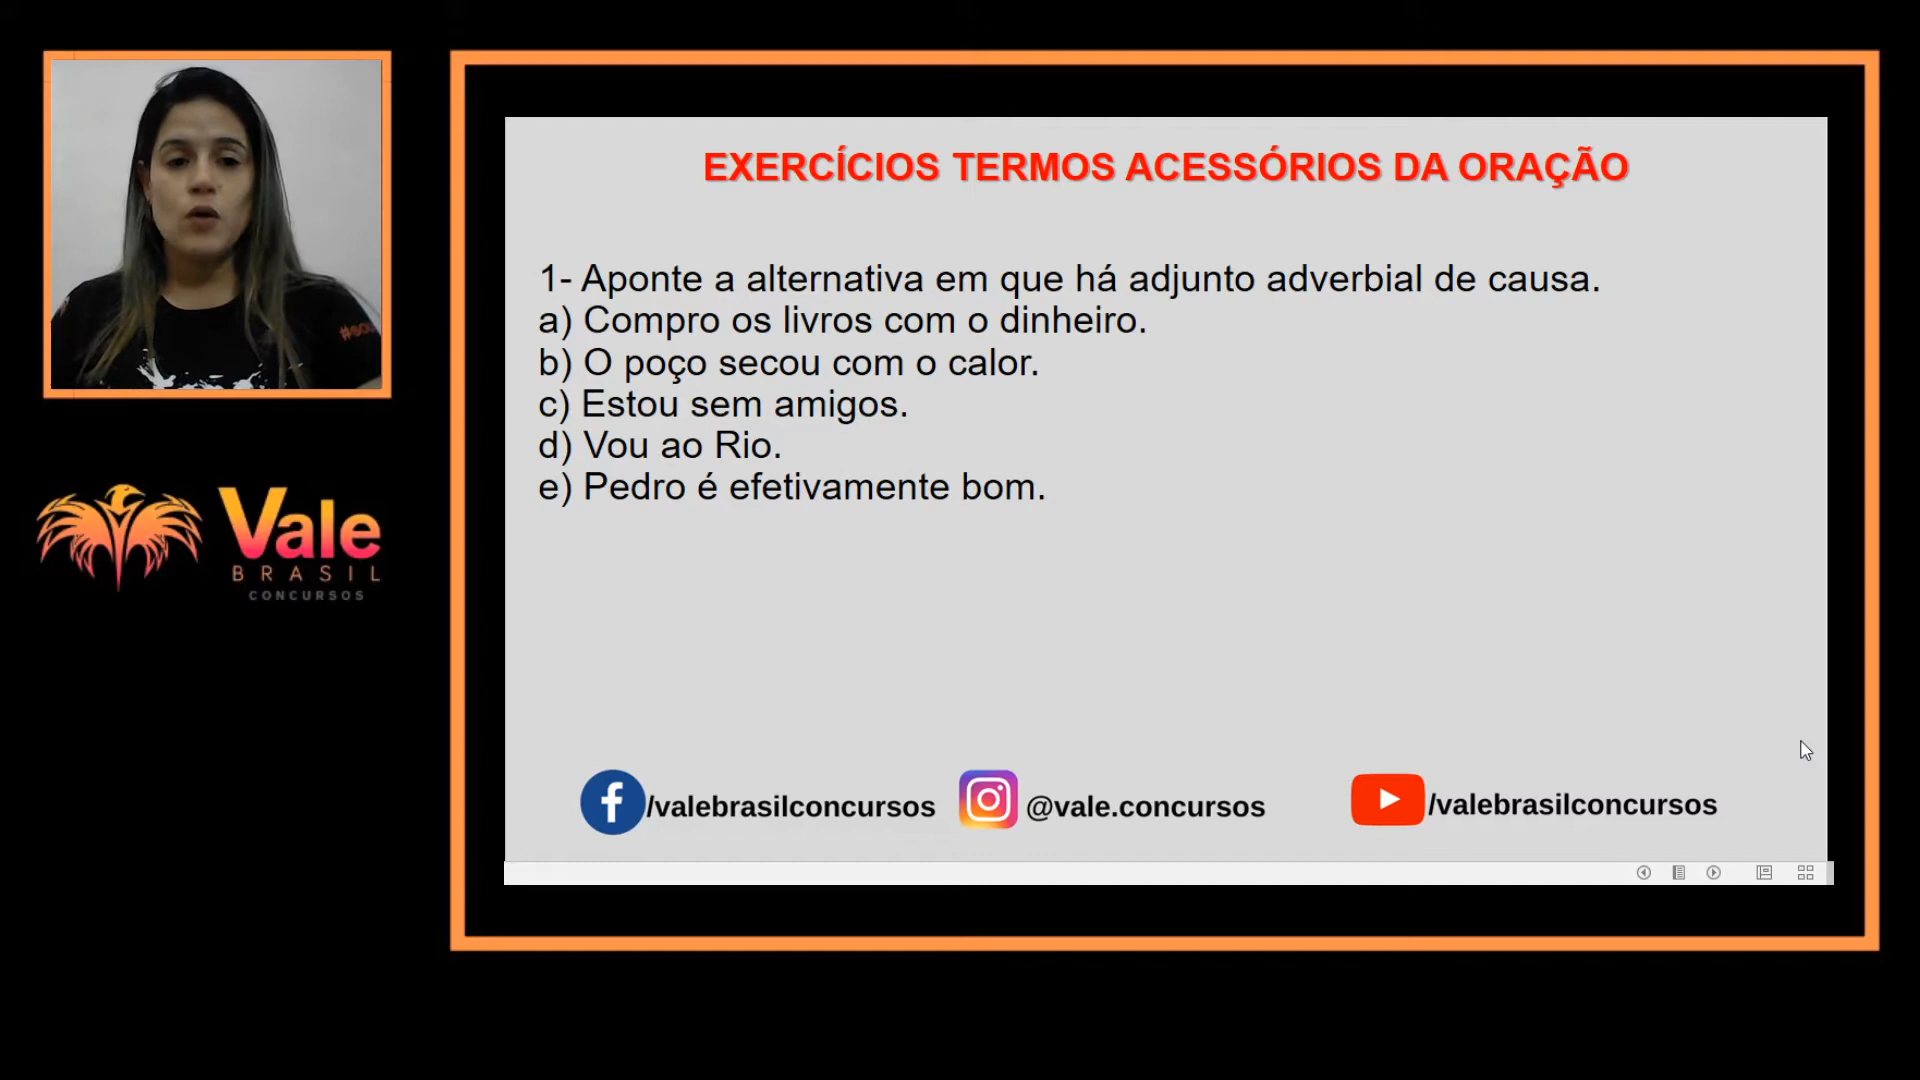 EXERCÍCIOS TERMOS ACESSÓRIOS DA ORAÇÃO
1- Aponte a alternativa em que há adjunto adverbial de causa.
a) Compro os livros com o dinheiro.
b) O poço secou com o calor.
c) Estou sem amigos.
d) Vou ao Rio.
e) Pedro é efetivamente bom.
Vale
BRASIL
CONCURSOS
/valebrasilconcursos
@vale.concursos
/valebrasilconcursos